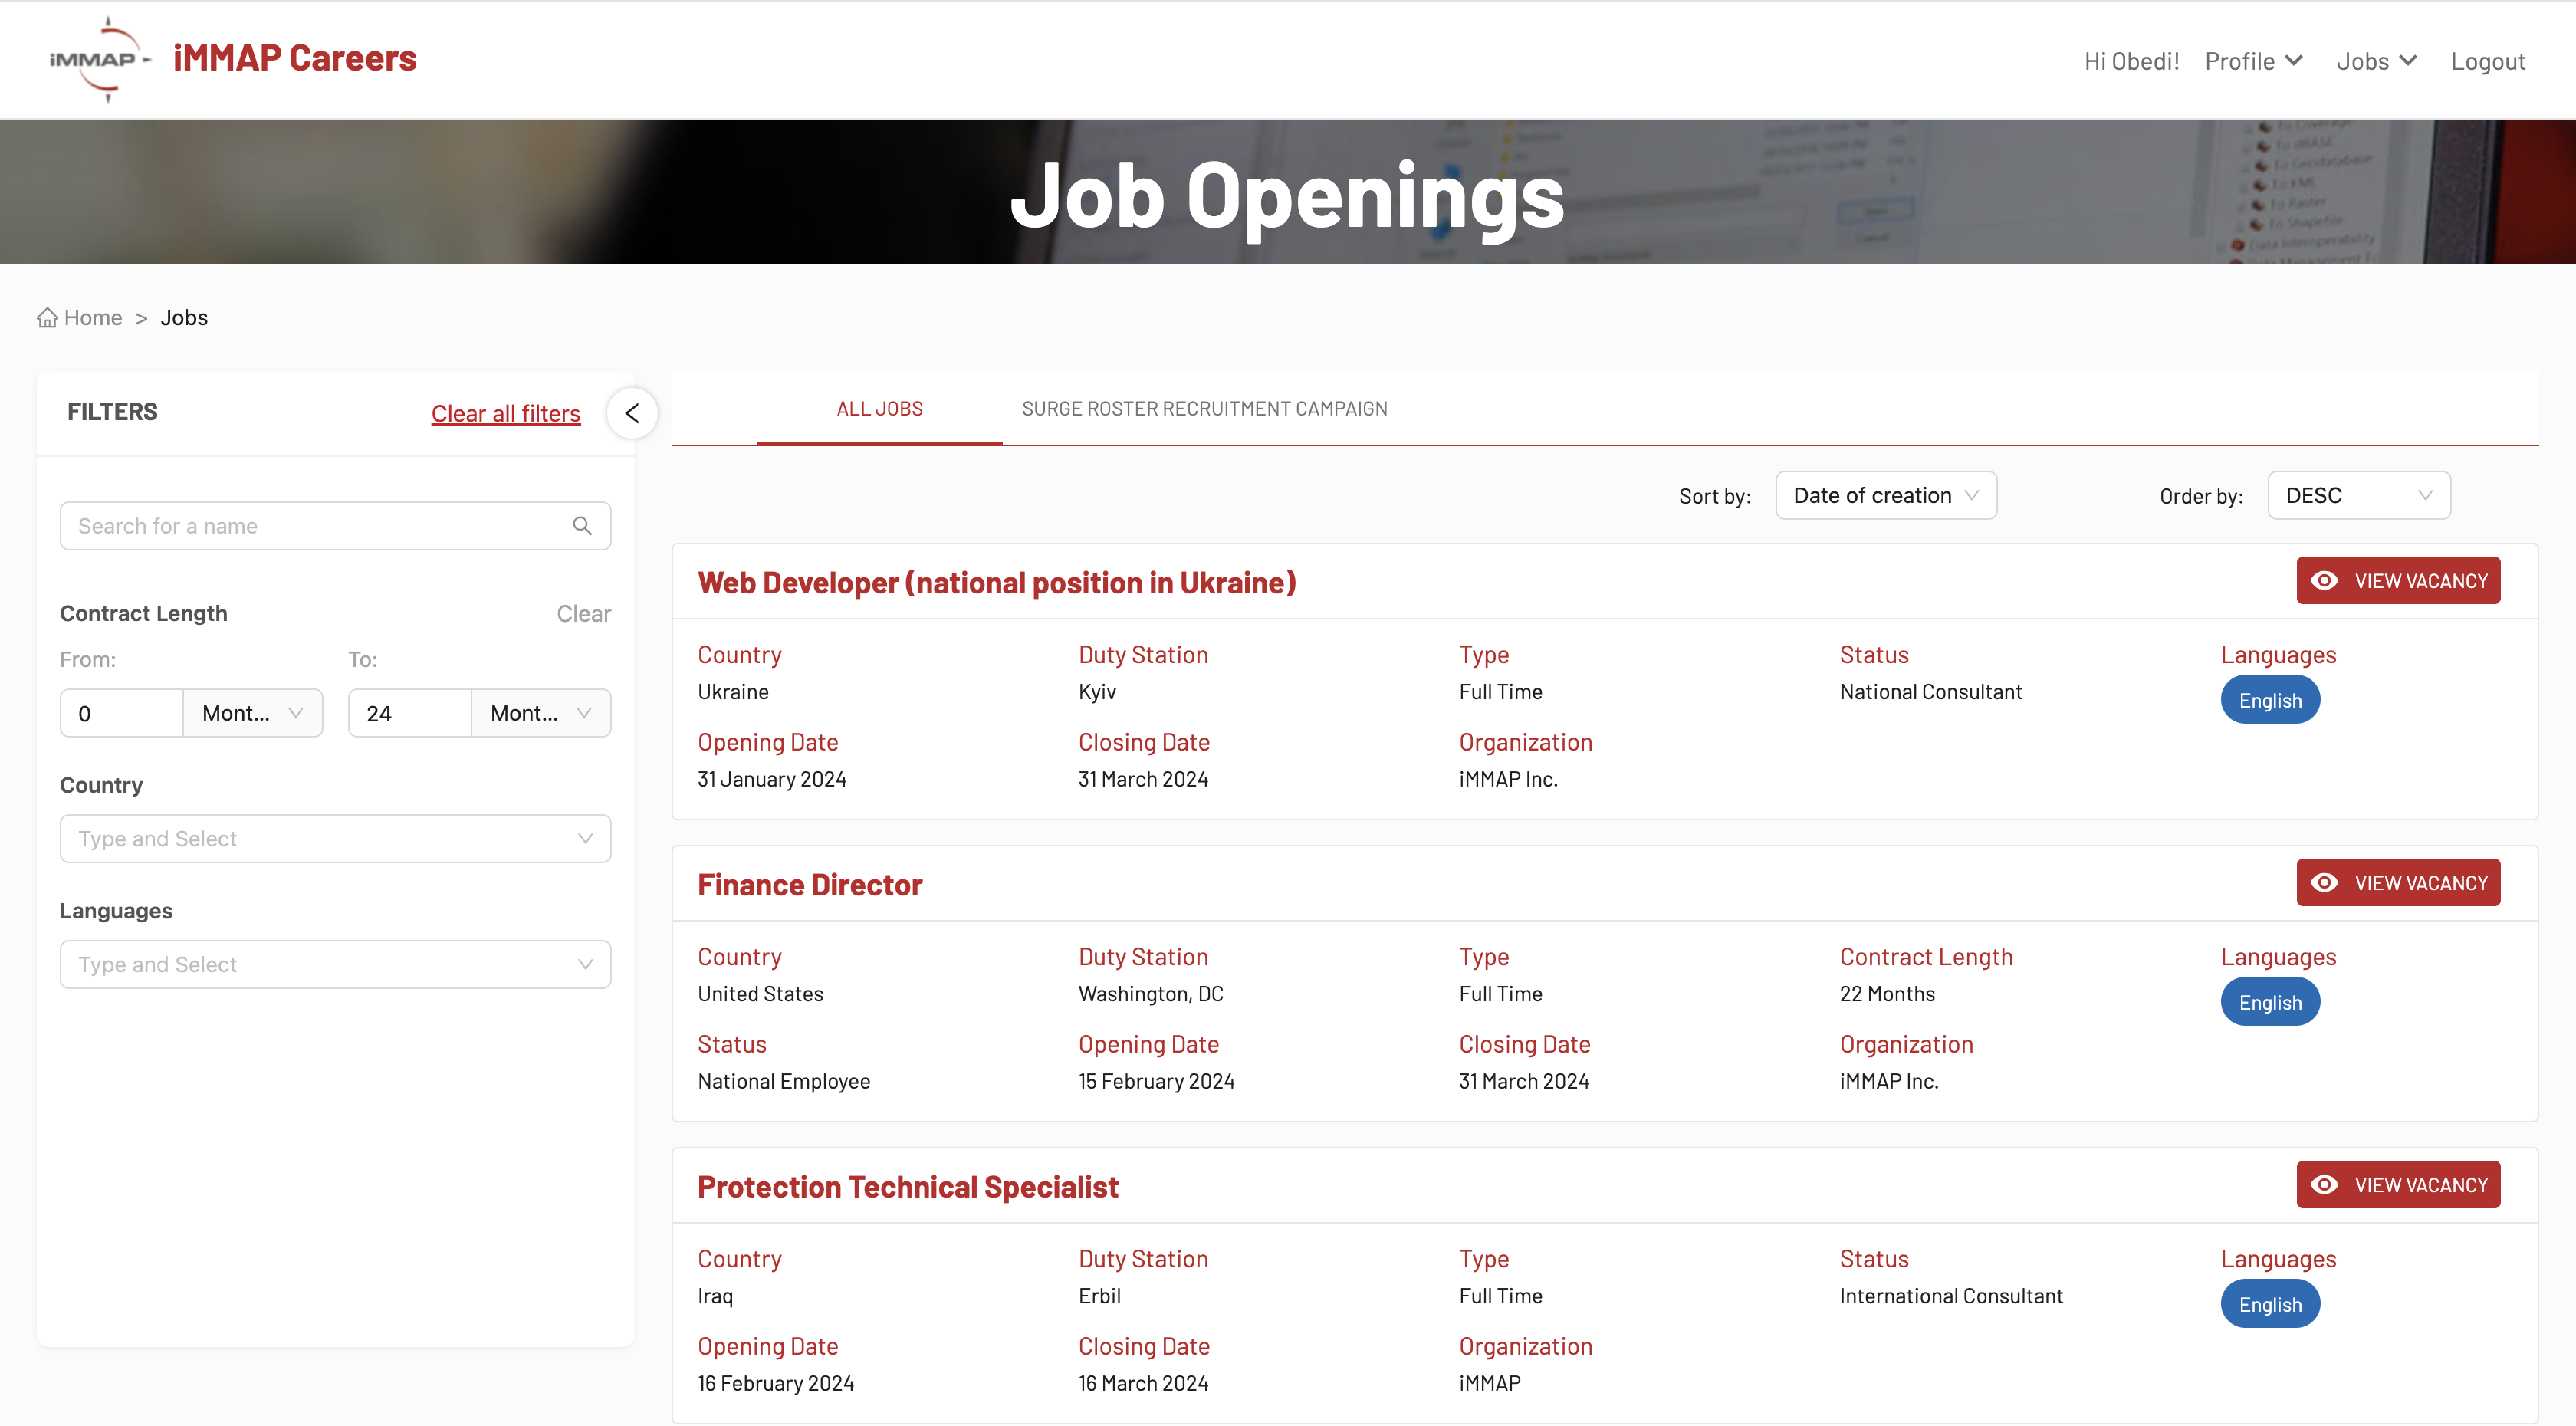 iMMAP
iMMAP Careers
Hi Obedi! Profile Jobs Logout
Job Openings
Home > Jobs
FILTERS
Clear all filters
Search for a name
Contract Length Clear
From: To:
0 Mont... 24 Mont...
Country
Type and Select
Languages
Type and Select
ALL JOBS SURGE ROSTER RECRUITMENT CAMPAIGN
Sort by: Date of creation Order by: DESC
Web Developer (national position in Ukraine) VIEW VACANCY
Country Duty Station Type Status Languages
Ukraine Kyiv Full Time National Consultant English
Opening Date Closing Date Organization
31 January 2024 31 March 2024 iMMAP Inc.
Finance Director VIEW VACANCY
Country Duty Station Type Contract Length Languages
United States Washington, DC Full Time 22 Months English
Status Opening Date Closing Date Organization
National Employee 15 February 2024 31 March 2024 iMMAP Inc.
Protection Technical Specialist VIEW VACANCY
Country Duty Station Type Status Languages
Iraq Erbil Full Time International Consultant English
Opening Date Closing Date Organization
16 February 2024 16 March 2024 iMMAP